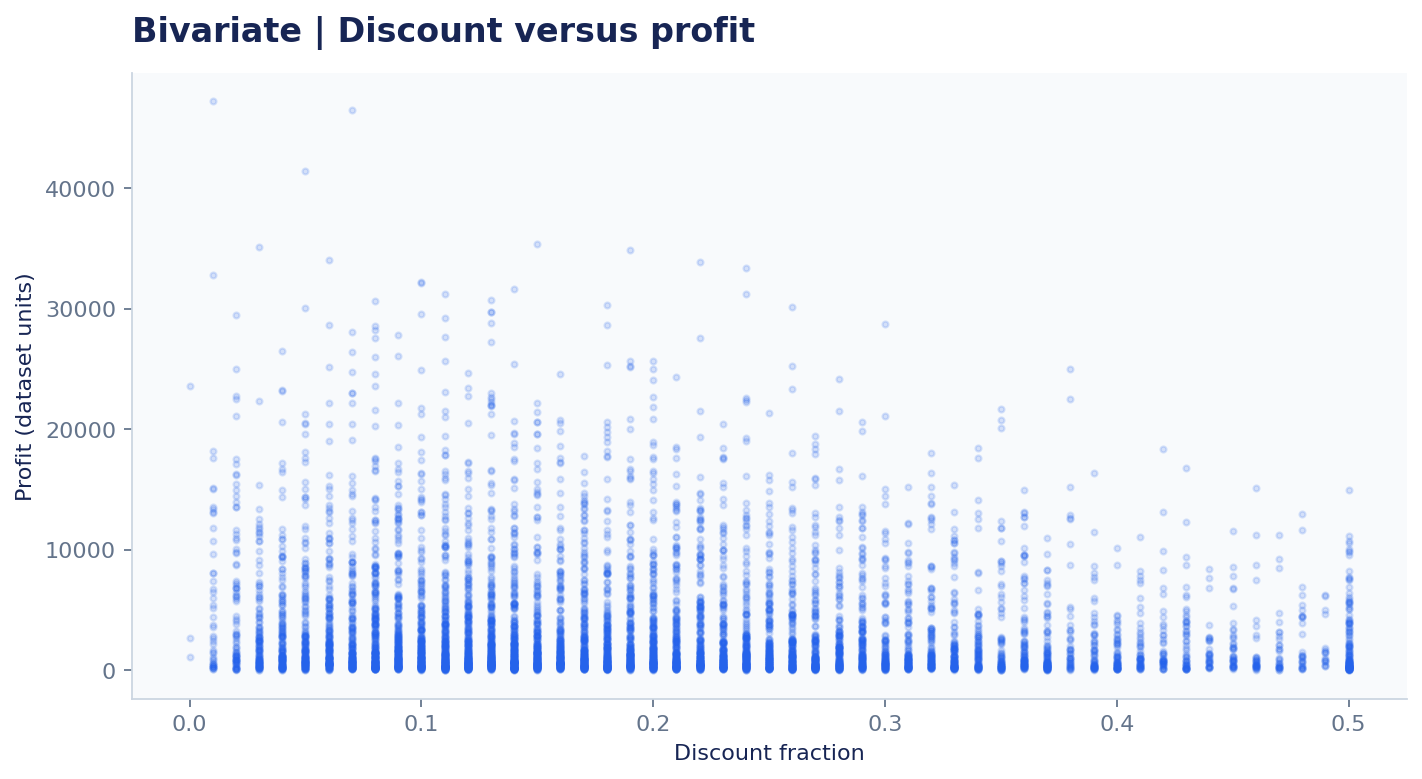 Bivariate | Discount versus profit
Profit (dataset units)
40000
30000
20000
10000
0
0.0 0.1 0.2 0.3 0.4 0.5
Discount fraction